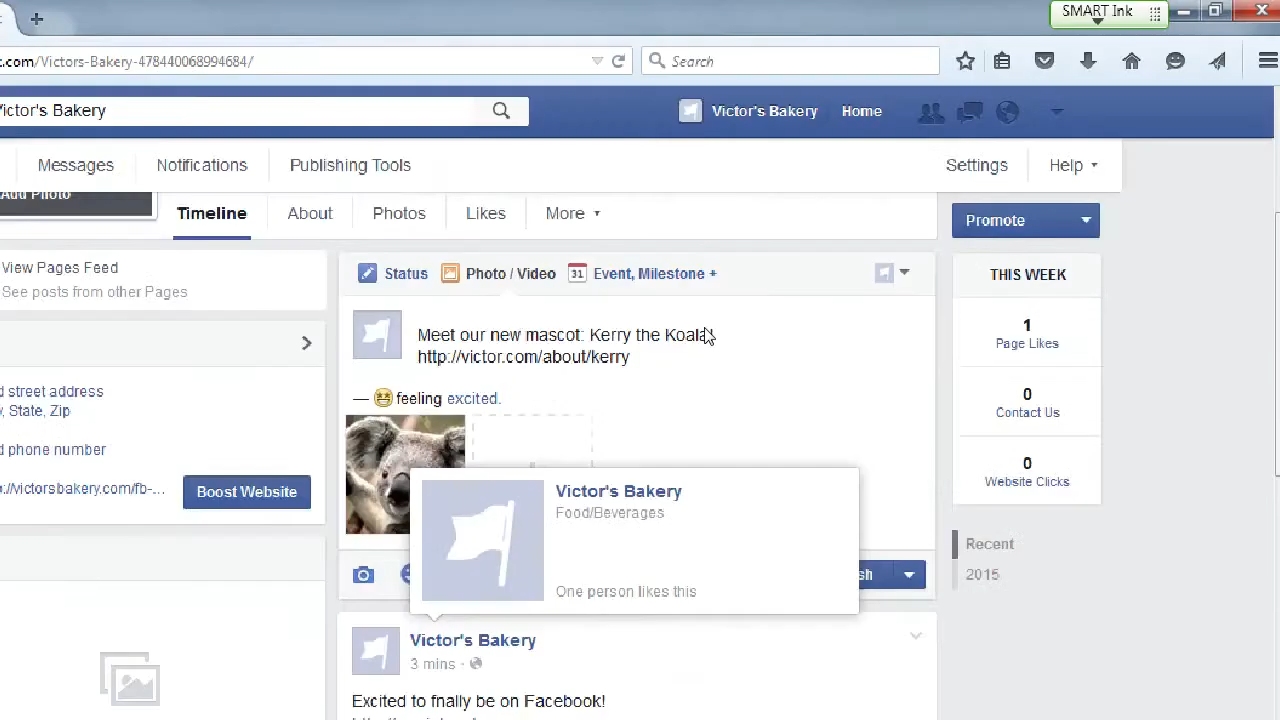 SMART Ink
t.com/Victors-Bakery-478440068994684/
Search
Victor's Bakery
Victor's Bakery Home
Messages Notifications Publishing Tools Settings Help
Add Photo
Timeline About Photos Likes More
Promote
View Pages Feed
See posts from other Pages
d street address
, State, Zip
d phone number
://victorsbakery.com/fb-...
Boost Website
Status Photo / Video 31 Event, Milestone +
Meet our new mascot: Kerry the Koala!
http://victor.com/about/kerry
— feeling excited.
Victor's Bakery
Food/Beverages
One person likes this
sh
Victor's Bakery
3 mins ·
Excited to fnally be on Facebook!
THIS WEEK
1
Page Likes
0
Contact Us
0
Website Clicks
Recent
2015